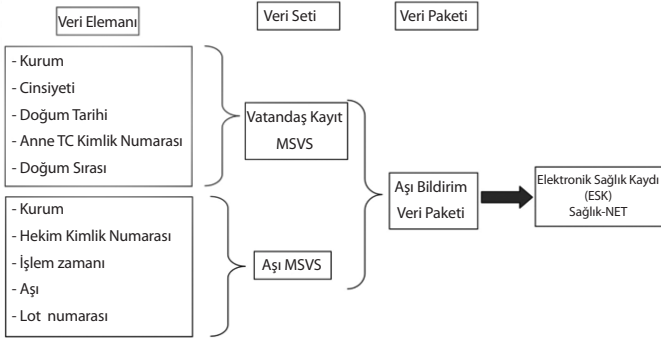 Veri Elemanı
Veri Seti
Veri Paketi
- Kurum
- Cinsiyeti
- Doğum Tarihi
- Anne TC Kimlik Numarası
- Doğum Sırası
Vatandaş Kayıt
MSVS
- Kurum
- Hekim Kimlik Numarası
- İşlem zamanı
- Aşı
- Lot numarası
Aşı MSVS
Aşı Bildirim
Veri Paketi
Elektronik Sağlık Kaydı
(ESK)
Sağlık-NET